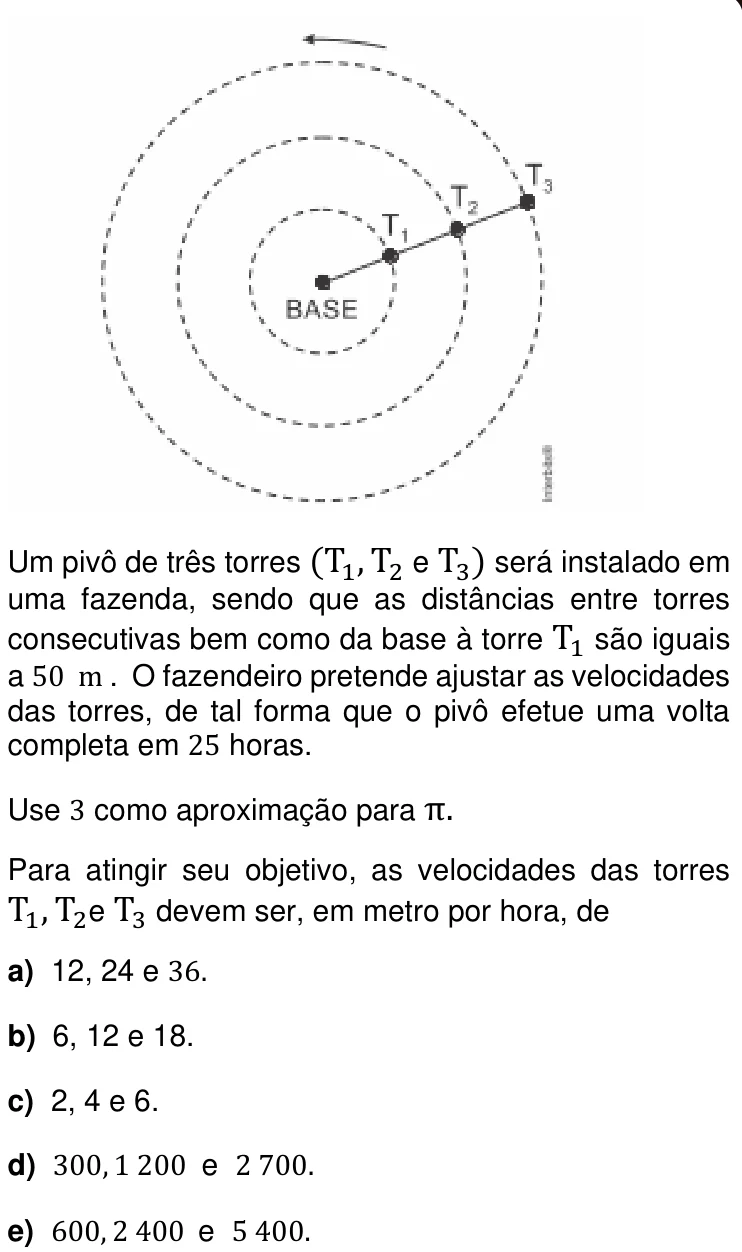 T₃
T₂
T₁
BASE
Um pivô de três torres (T₁, T₂ e T₃) será instalado em
uma fazenda, sendo que as distâncias entre torres
consecutivas bem como da base à torre T₁ são iguais
a 50 m . O fazendeiro pretende ajustar as velocidades
das torres, de tal forma que o pivô efetue uma volta
completa em 25 horas.
Use 3 como aproximação para π.
Para atingir seu objetivo, as velocidades das torres
T₁, T₂e T₃ devem ser, em metro por hora, de
a) 12, 24 e 36.
b) 6, 12 e 18.
c) 2, 4 e 6.
d) 300, 1 200 e 2 700.
e) 600, 2 400 e 5 400.